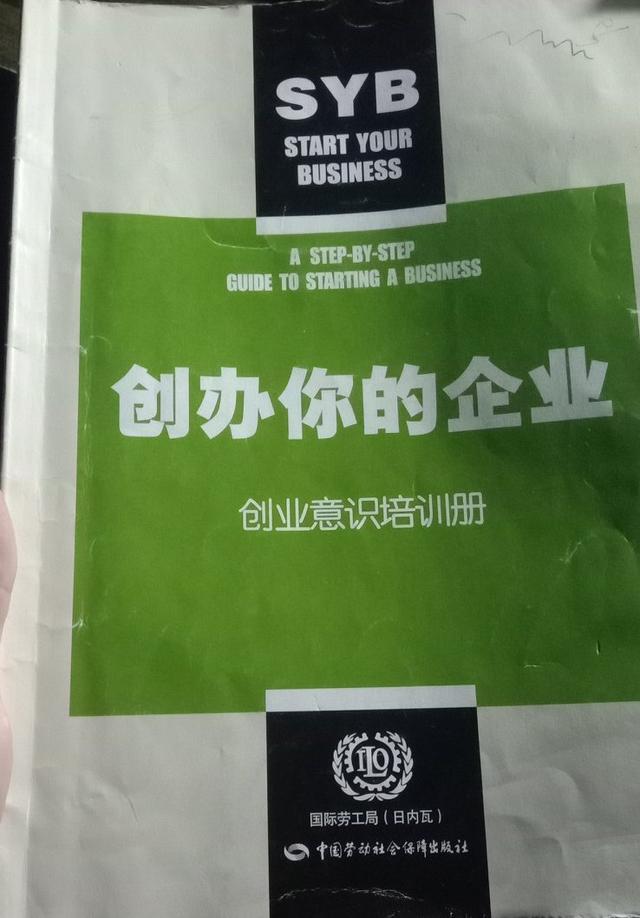 SYB
START YOUR
BUSINESS
A STEP-BY-STEP
GUIDE TO STARTING A BUSINESS
创办你的企业
创业意识培训册
ILO
国际劳工局（日内瓦）
中国劳动社会保障出版社